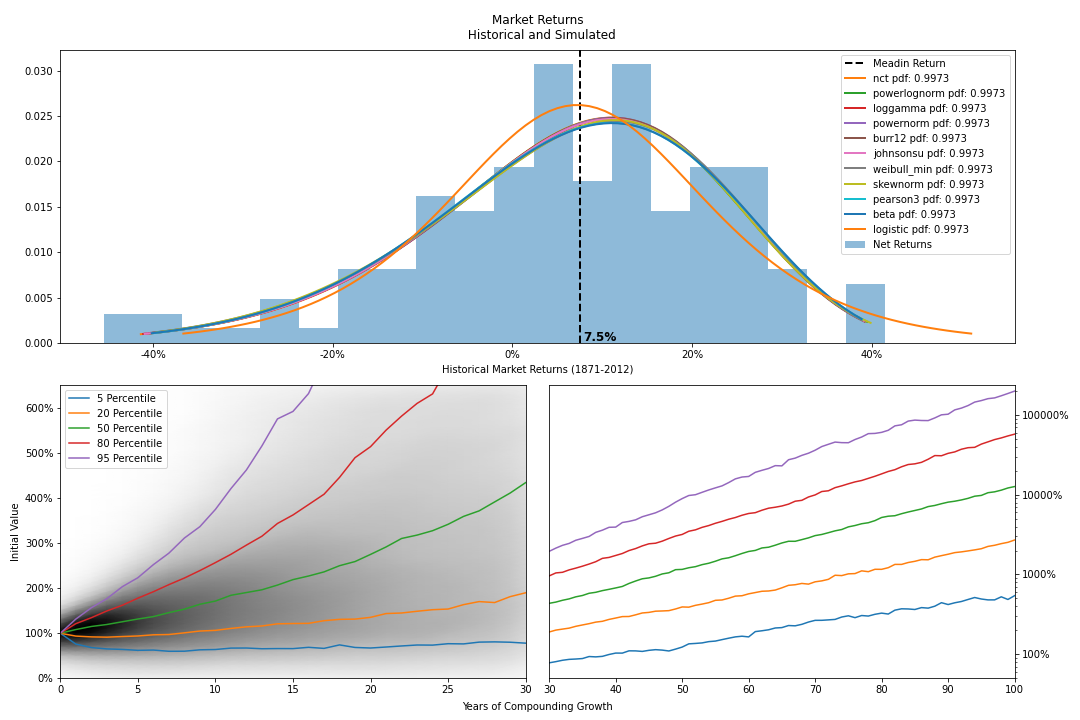 Market Returns
Historical and Simulated
0.030
0.025
0.020
0.015
0.010
0.005
0.000
Meadin Return
nct pdf: 0.9973
powerlognorm pdf: 0.9973
loggamma pdf: 0.9973
powernorm pdf: 0.9973
burr12 pdf: 0.9973
johnsonsu pdf: 0.9973
weibull_min pdf: 0.9973
skewnorm pdf: 0.9973
pearson3 pdf: 0.9973
beta pdf: 0.9973
logistic pdf: 0.9973
Net Returns
7.5%
-40% -20% 0% 20% 40%
Historical Market Returns (1871-2012)
Initial Value
600%
500%
400%
300%
200%
100%
0%
5 Percentile
20 Percentile
50 Percentile
80 Percentile
95 Percentile
0 5 10 15 20 25 30
100000%
10000%
1000%
100%
30 40 50 60 70 80 90 100
Years of Compounding Growth